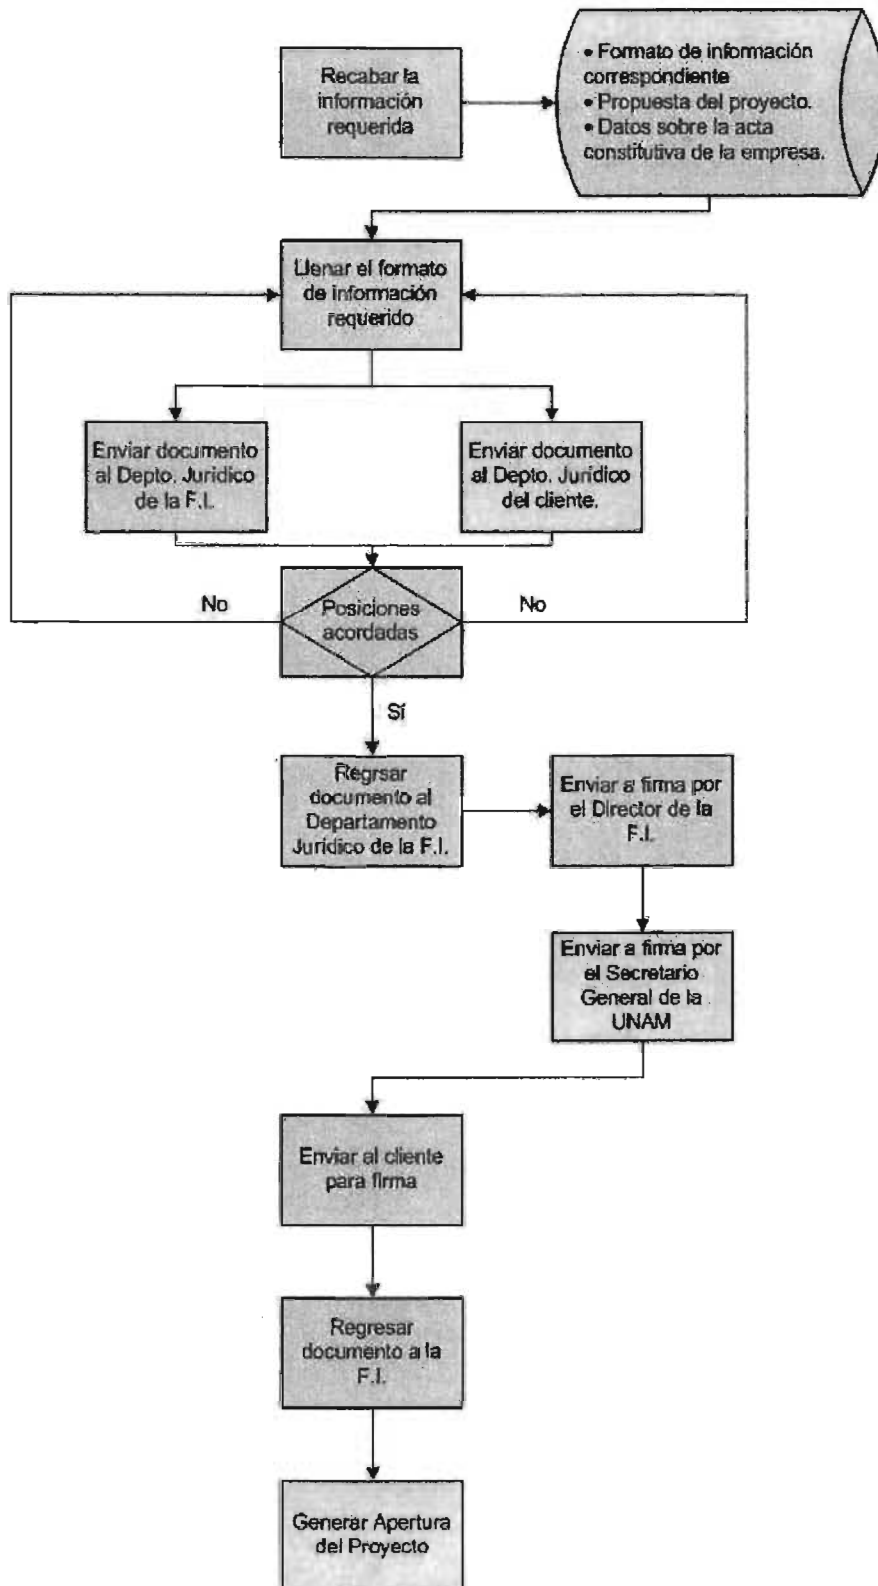 Recabar la
información
requerida
• Formato de información
correspondiente
• Propuesta del proyecto.
• Datos sobre la acta
constitutiva de la empresa.
Llenar el formato
de información
requerido
Enviar documento
al Depto. Jurídico
de la F.I.
Enviar documento
al Depto. Jurídico
del cliente.
No
Posiciones
acordadas
No
Sí
Regrsar
documento al
Departamento
Jurídico de la F.I.
Enviar a firma por
el Director de la
F.I.
Enviar a firma por
el Secretario
General de la
UNAM
Enviar al cliente
para firma
Regresar
documento a la
F.I.
Generar Apertura
del Proyecto